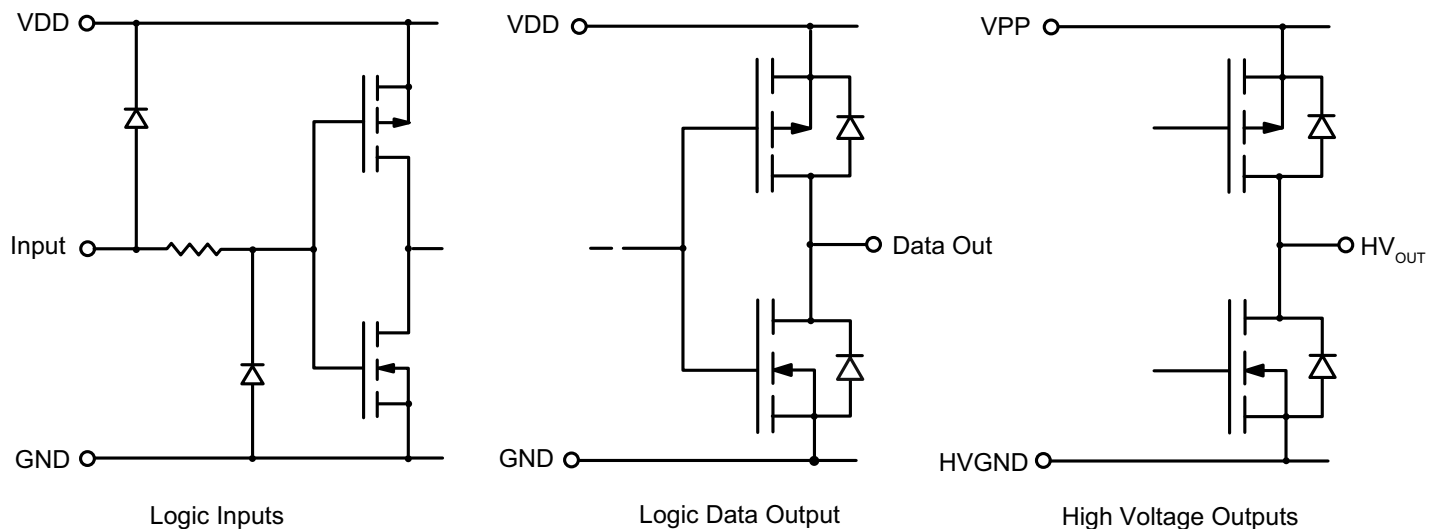 VDD
Input
GND
Logic Inputs
VDD
Data Out
GND
Logic Data Output
VPP
HVOUT
HVGND
High Voltage Outputs